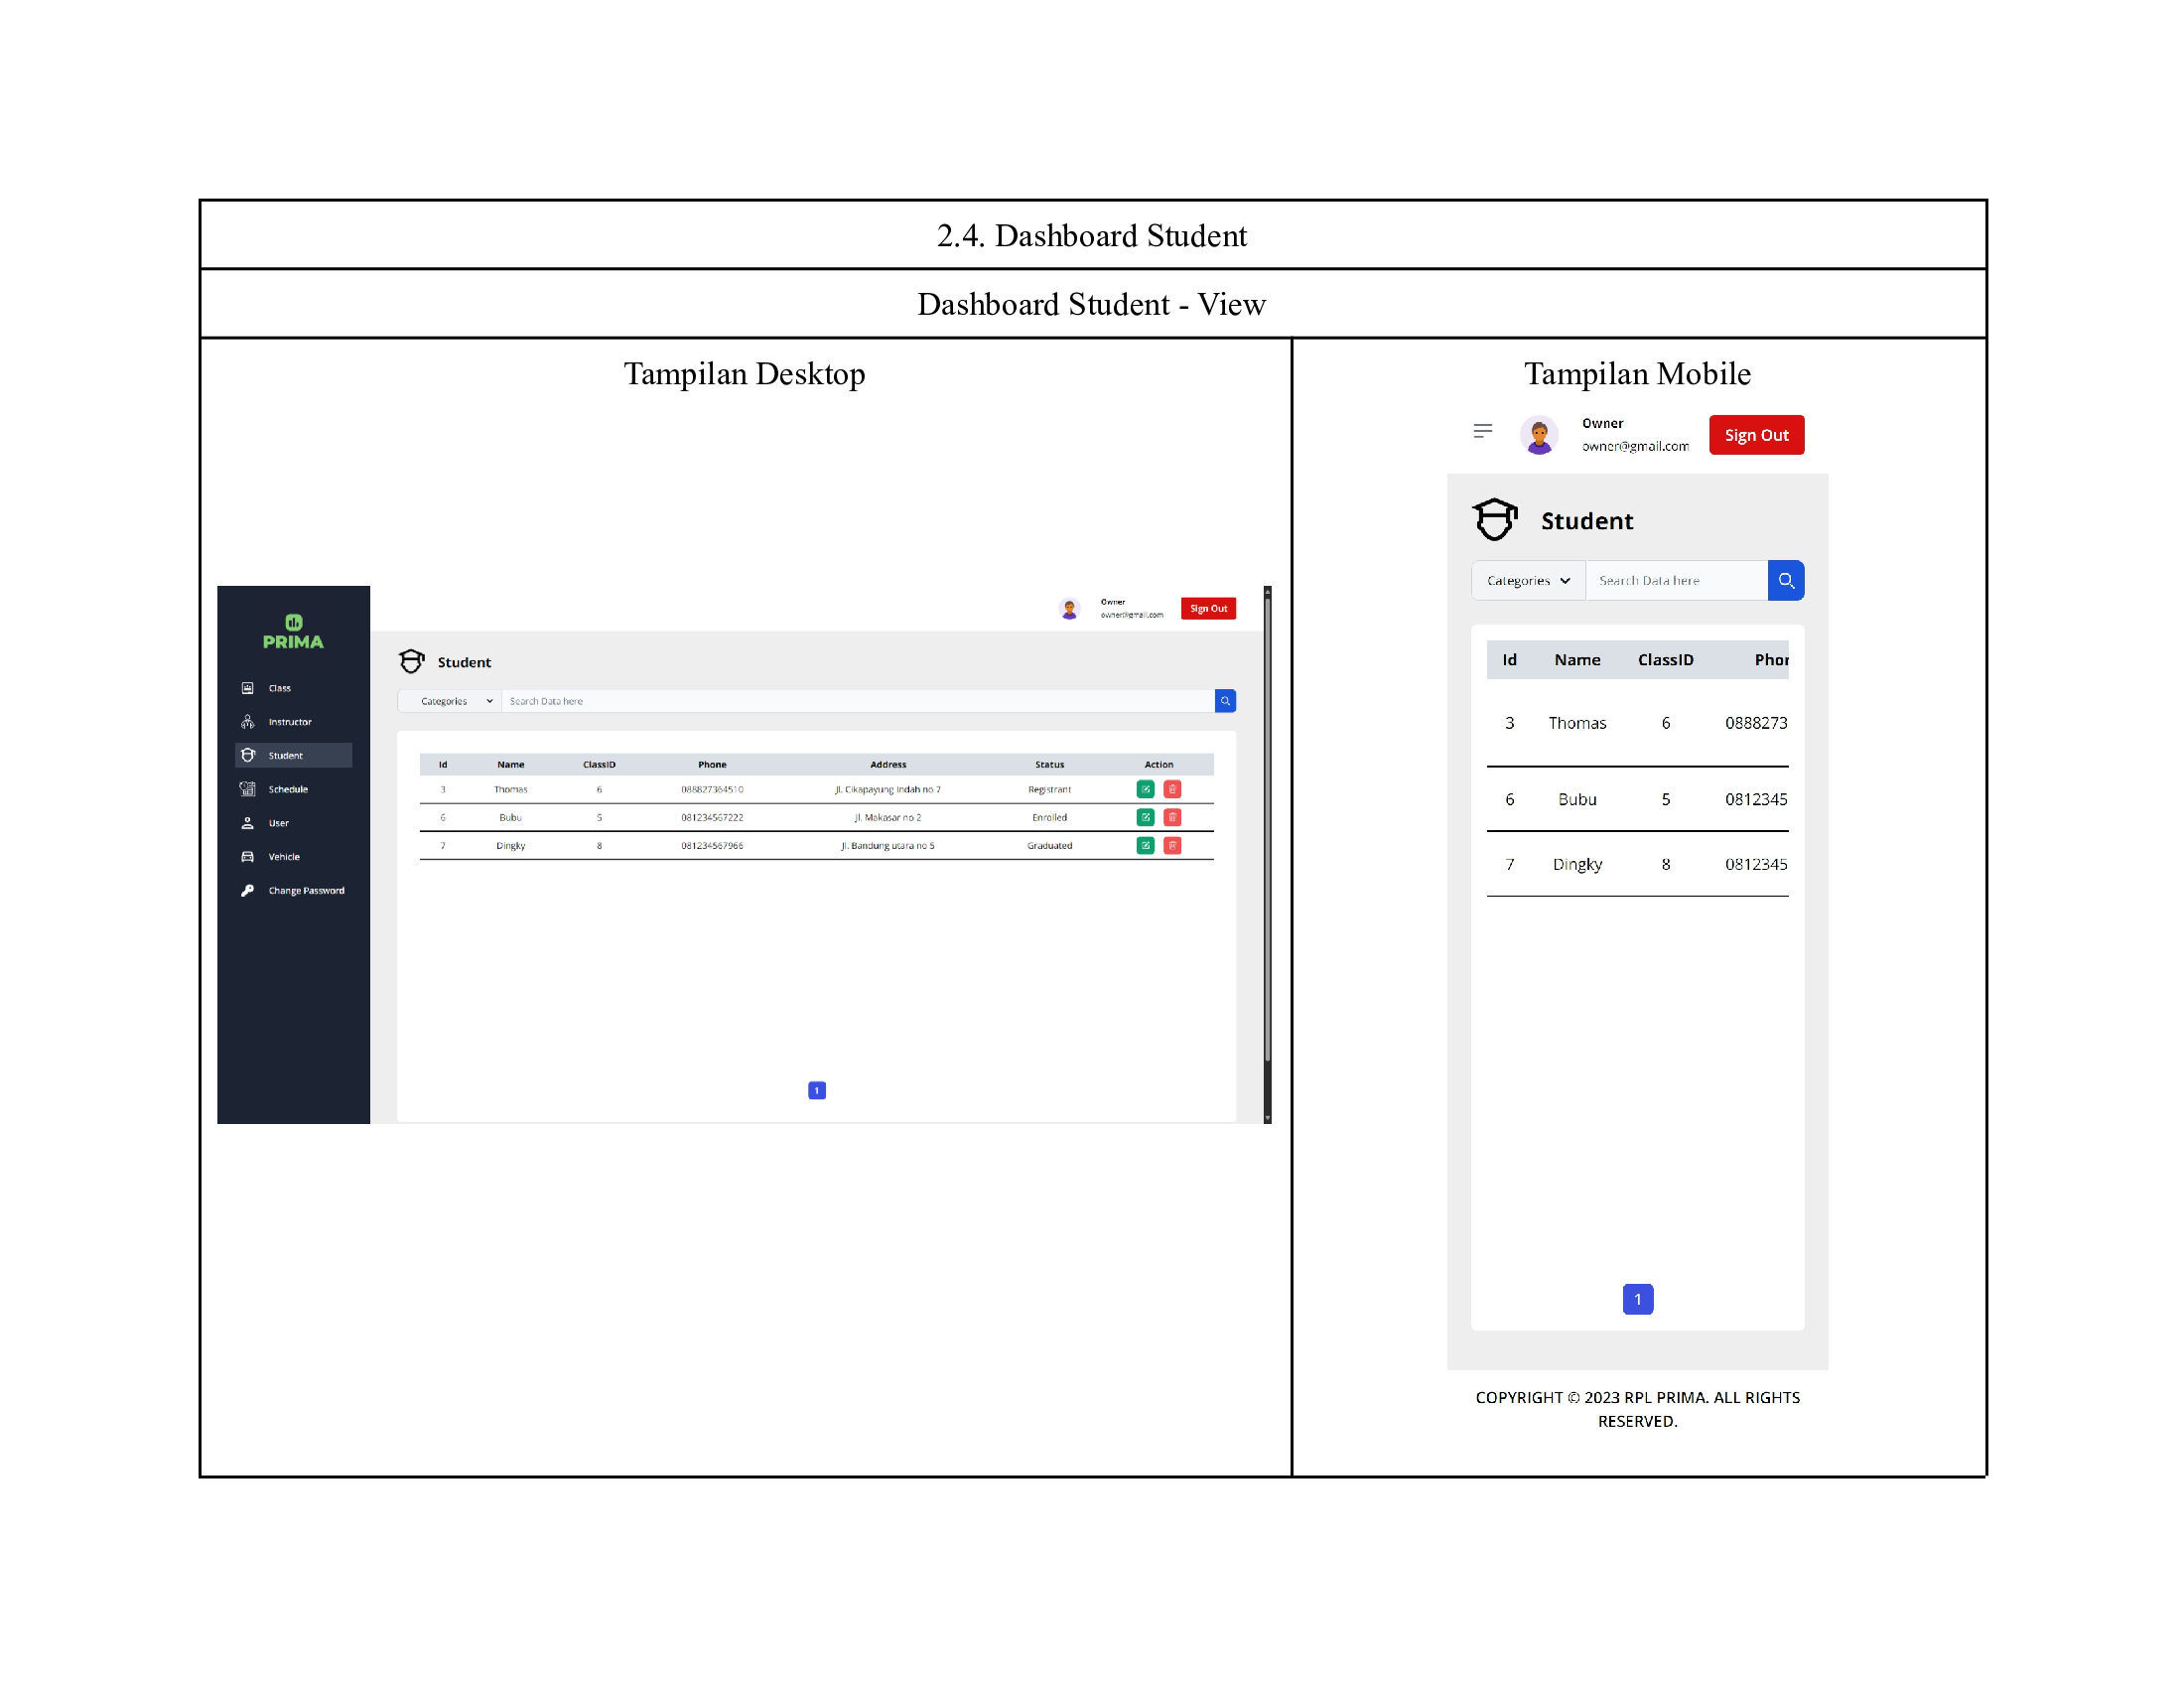 2.4. Dashboard Student
Dashboard Student - View
Tampilan Desktop
PRIMA
Class
Instructor
Student
Schedule
User
Vehicle
Change Password
Owner
owner@gmail.com
Sign Out
Student
Categories Search Data here
Id Name ClassID Phone Address Status Action
3 Thomas 6 088827364510 Jl. Cikapayung Indah no 7 Registrant
6 Bubu 5 081234567222 Jl. Makasar no 2 Enrolled
7 Dingky 8 081234567966 Jl. Bandung utara no 5 Graduated
1
Tampilan Mobile
Owner
owner@gmail.com
Sign Out
Student
Categories Search Data here
Id Name ClassID Phor
3 Thomas 6 0888273
6 Bubu 5 0812345
7 Dingky 8 0812345
1
COPYRIGHT © 2023 RPL PRIMA. ALL RIGHTS
RESERVED.